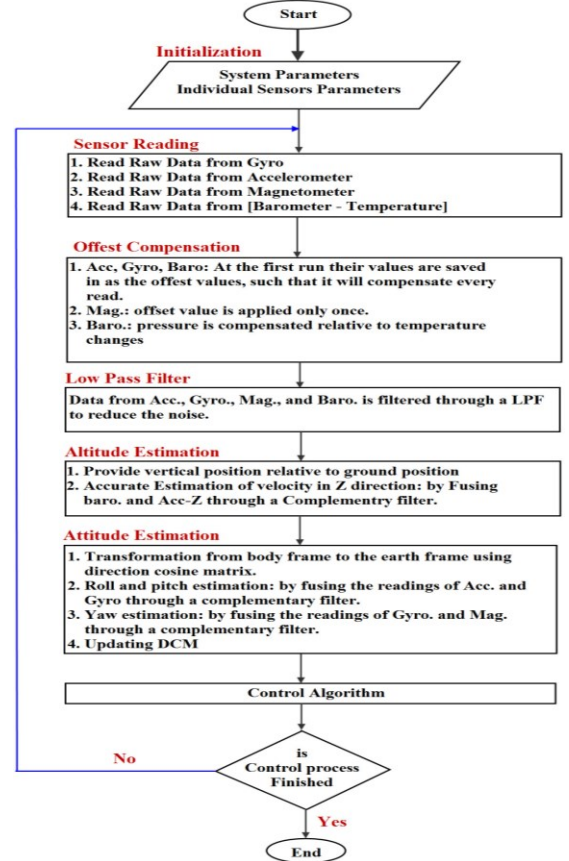 Start
Initialization
System Parameters
Individual Sensors Parameters
Sensor Reading
1. Read Raw Data from Gyro
2. Read Raw Data from Accelerometer
3. Read Raw Data from Magnetometer
4. Read Raw Data from [Barometer - Temperature]
Offest Compensation
1. Acc, Gyro, Baro: At the first run their values are saved
in as the offest values, such that it will compensate every
read.
2. Mag.: offset value is applied only once.
3. Baro.: pressure is compensated relative to temperature
changes
Low Pass Filter
Data from Acc., Gyro., Mag., and Baro. is filtered through a LPF
to reduce the noise.
Altitude Estimation
1. Provide vertical position relative to ground position
2. Accurate Estimation of velocity in Z direction: by Fusing
baro. and Acc-Z through a Complementry filter.
Attitude Estimation
1. Transformation from body frame to the earth frame using
direction cosine matrix.
2. Roll and pitch estimation: by fusing the readings of Acc. and
Gyro through a complementary filter.
3. Yaw estimation: by fusing the readings of Gyro. and Mag.
through a complementary filter.
4. Updating DCM
Control Algorithm
is
Control process
Finished
No
Yes
End